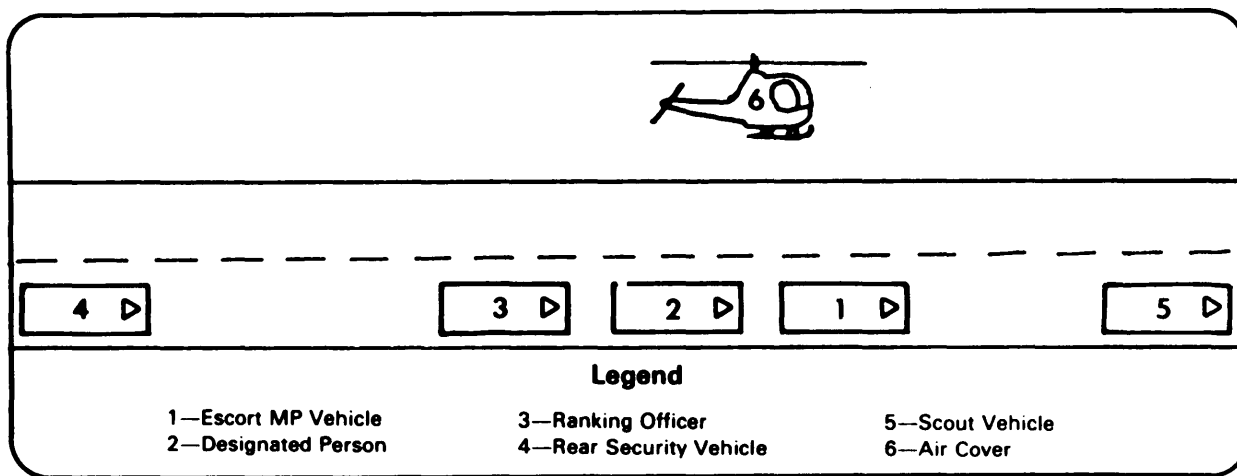 6
4 3 2 1 5
Legend
1—Escort MP Vehicle 3—Ranking Officer 5—Scout Vehicle
2—Designated Person 4—Rear Security Vehicle 6—Air Cover